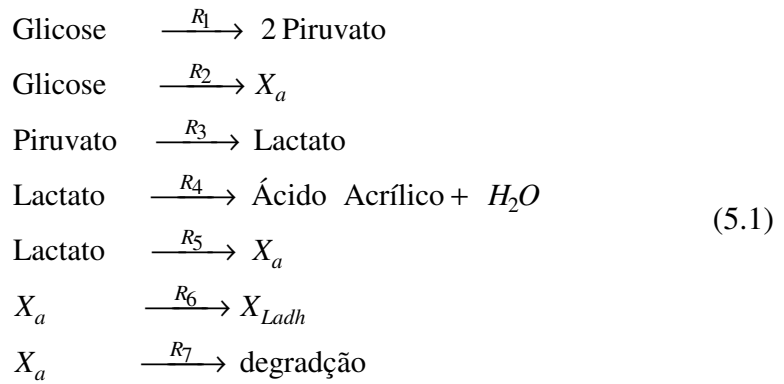 Glicose R1⟶ 2 Piruvato
Glicose R2⟶ Xa
Piruvato R3⟶ Lactato
Lactato R4⟶ Ácido Acrílico + H2O
(5.1)
Lactato R5⟶ Xa
Xa R6⟶ XLadh
Xa R7⟶ degradção